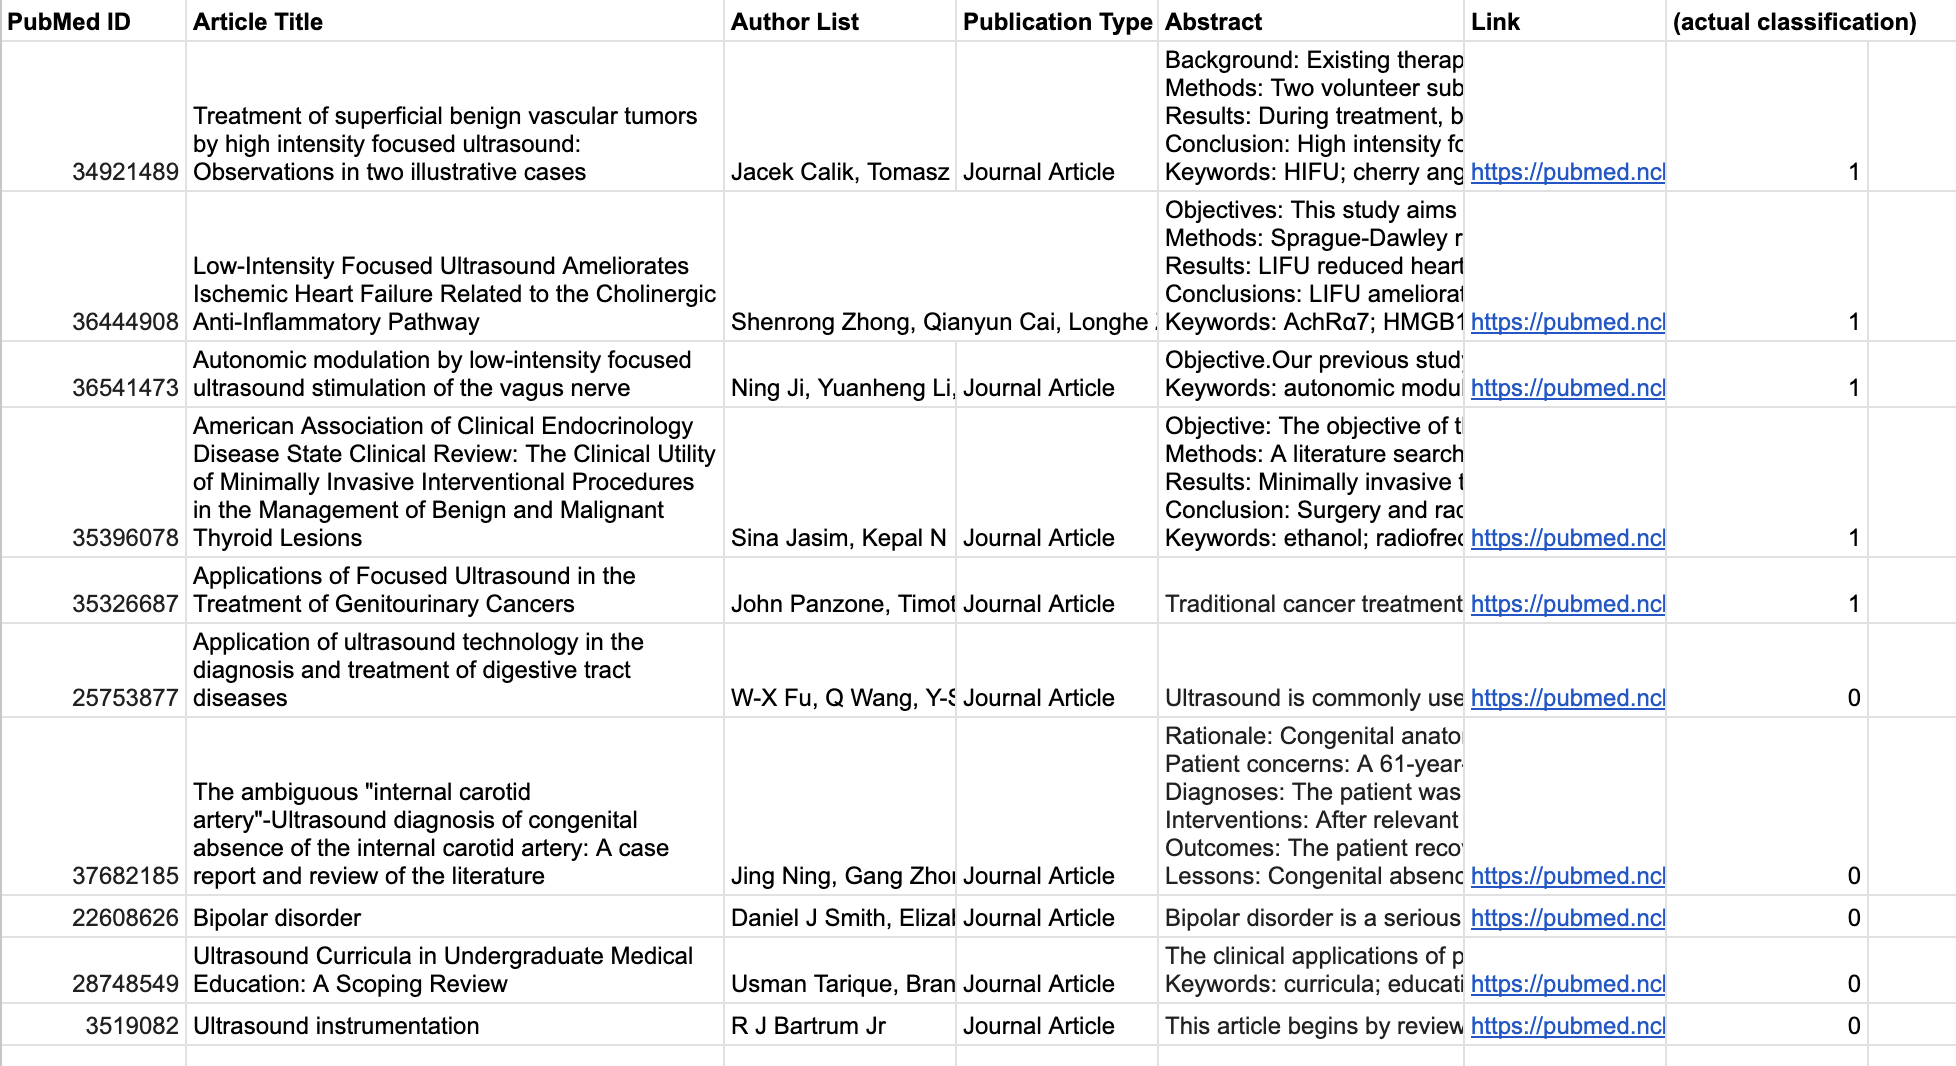 PubMed ID Article Title Author List Publication Type Abstract Link (actual classification)
Background: Existing therap
Methods: Two volunteer sub
Treatment of superficial benign vascular tumors Results: During treatment, b
by high intensity focused ultrasound: Conclusion: High intensity fo
34921489 Observations in two illustrative cases Jacek Calik, Tomasz Journal Article Keywords: HIFU; cherry ang https://pubmed.ncl 1
Objectives: This study aims
Methods: Sprague-Dawley r
Low-Intensity Focused Ultrasound Ameliorates Results: LIFU reduced heart
Ischemic Heart Failure Related to the Cholinergic Conclusions: LIFU ameliorat
36444908 Anti-Inflammatory Pathway Shenrong Zhong, Qianyun Cai, Longhe Keywords: AchRα7; HMGB1 https://pubmed.ncl 1
Autonomic modulation by low-intensity focused Objective.Our previous study
36541473 ultrasound stimulation of the vagus nerve Ning Ji, Yuanheng Li, Journal Article Keywords: autonomic modul https://pubmed.ncl 1
American Association of Clinical Endocrinology Objective: The objective of t
Disease State Clinical Review: The Clinical Utility Methods: A literature search
of Minimally Invasive Interventional Procedures Results: Minimally invasive t
in the Management of Benign and Malignant Conclusion: Surgery and rad
35396078 Thyroid Lesions Sina Jasim, Kepal N Journal Article Keywords: ethanol; radiofrec https://pubmed.ncl 1
Applications of Focused Ultrasound in the
35326687 Treatment of Genitourinary Cancers John Panzone, Timot Journal Article Traditional cancer treatment https://pubmed.ncl 1
Application of ultrasound technology in the
diagnosis and treatment of digestive tract
25753877 diseases W-X Fu, Q Wang, Y-S Journal Article Ultrasound is commonly use https://pubmed.ncl 0
Rationale: Congenital anato
Patient concerns: A 61-year-
The ambiguous "internal carotid Diagnoses: The patient was
artery"-Ultrasound diagnosis of congenital Interventions: After relevant
absence of the internal carotid artery: A case Outcomes: The patient reco
37682185 report and review of the literature Jing Ning, Gang Zhou Journal Article Lessons: Congenital absenc https://pubmed.ncl 0
22608626 Bipolar disorder Daniel J Smith, Elizal Journal Article Bipolar disorder is a serious https://pubmed.ncl 0
Ultrasound Curricula in Undergraduate Medical The clinical applications of p
28748549 Education: A Scoping Review Usman Tarique, Bran Journal Article Keywords: curricula; educati https://pubmed.ncl 0
3519082 Ultrasound instrumentation R J Bartrum Jr Journal Article This article begins by review https://pubmed.ncl 0